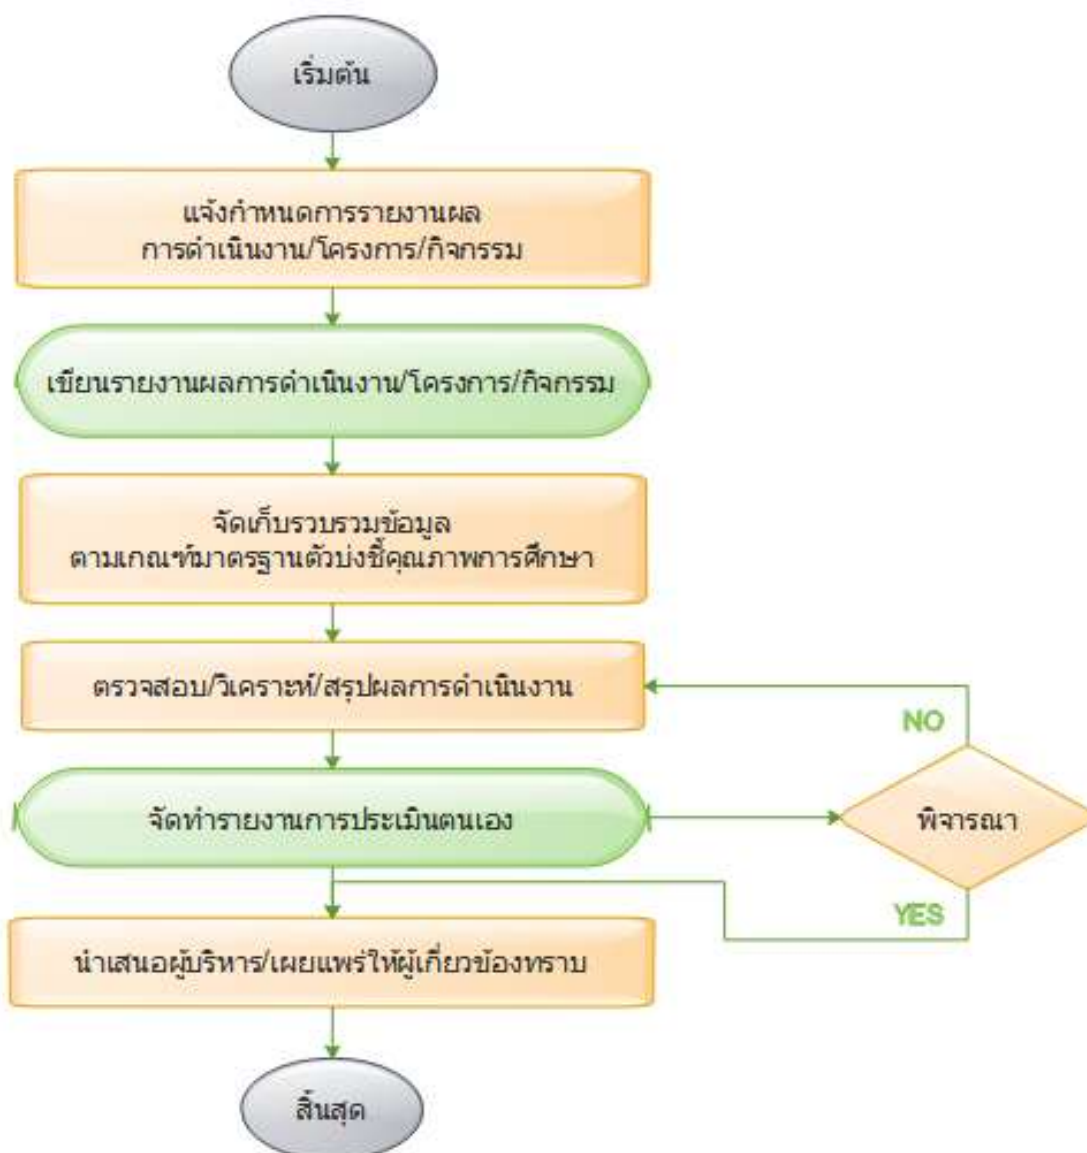 เริ่มต้น
แจ้งกำหนดการรายงานผล
การดำเนินงาน/โครงการ/กิจกรรม
เขียนรายงานผลการดำเนินงาน/โครงการ/กิจกรรม
จัดเก็บรวบรวมข้อมูล
ตามเกณฑ์มาตรฐานตัวบ่งชี้คุณภาพการศึกษา
ตรวจสอบ/วิเคราะห์/สรุปผลการดำเนินงาน
NO
จัดทำรายงานการประเมินตนเอง
พิจารณา
YES
นำเสนอผู้บริหาร/เผยแพร่ให้ผู้เกี่ยวข้องทราบ
สิ้นสุด